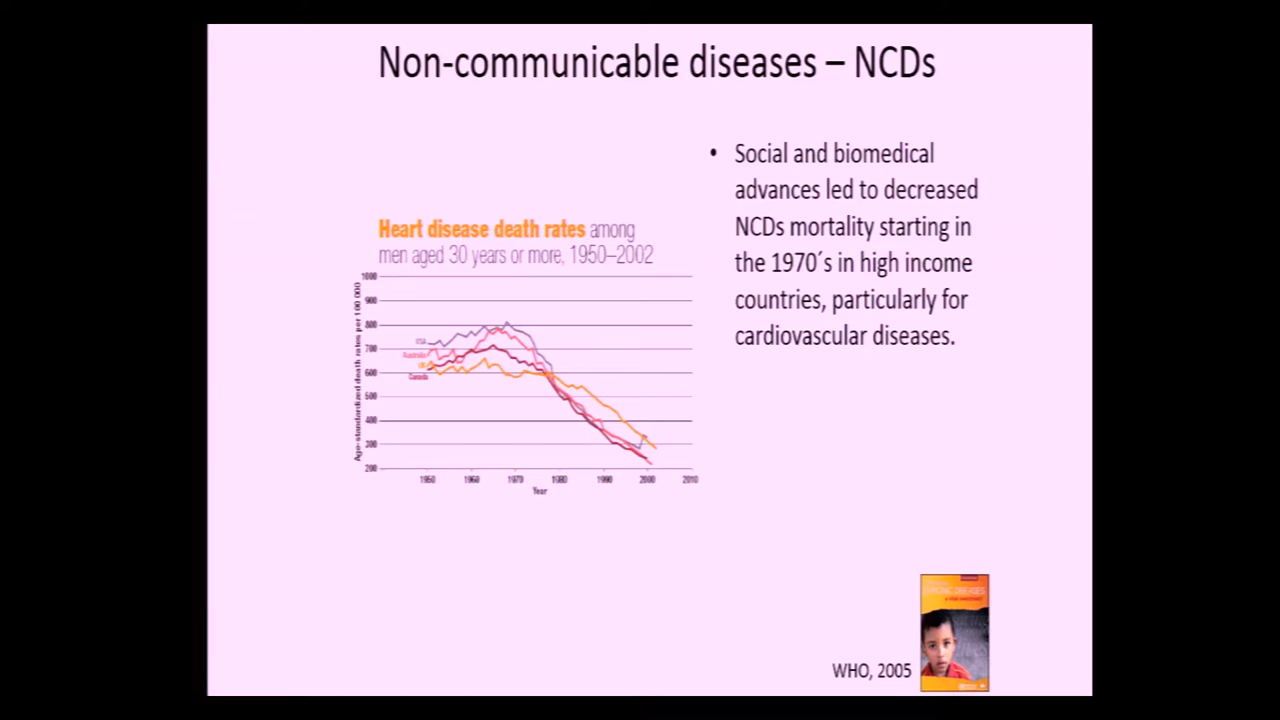 Non-communicable diseases – NCDs
• Social and biomedical
advances led to decreased
NCDs mortality starting in
the 1970´s in high income
countries, particularly for
cardiovascular diseases.
Heart disease death rates among
men aged 30 years or more, 1950–2002
Age-standardized death rates per 100 000
1000
900
800
700
600
500
400
300
200
USA
Australia
UK
Canada
1950
1960
1970
1980
1990
2000
2010
Year
DISEASES
WHO, 2005